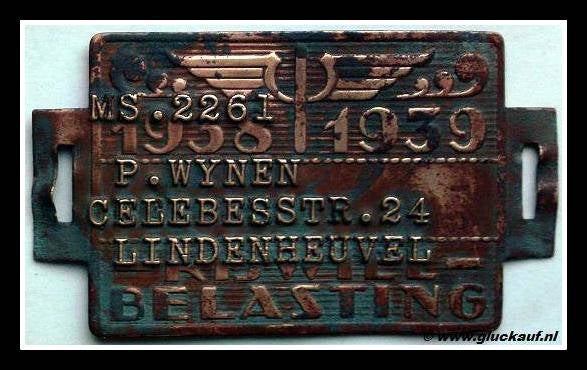 MS.2261
1938 1939
P.WYNEN
CELEBESSTR.24
LINDENHEUVEL
RIJWIEL-
BELASTING
© www.gluckauf.nl